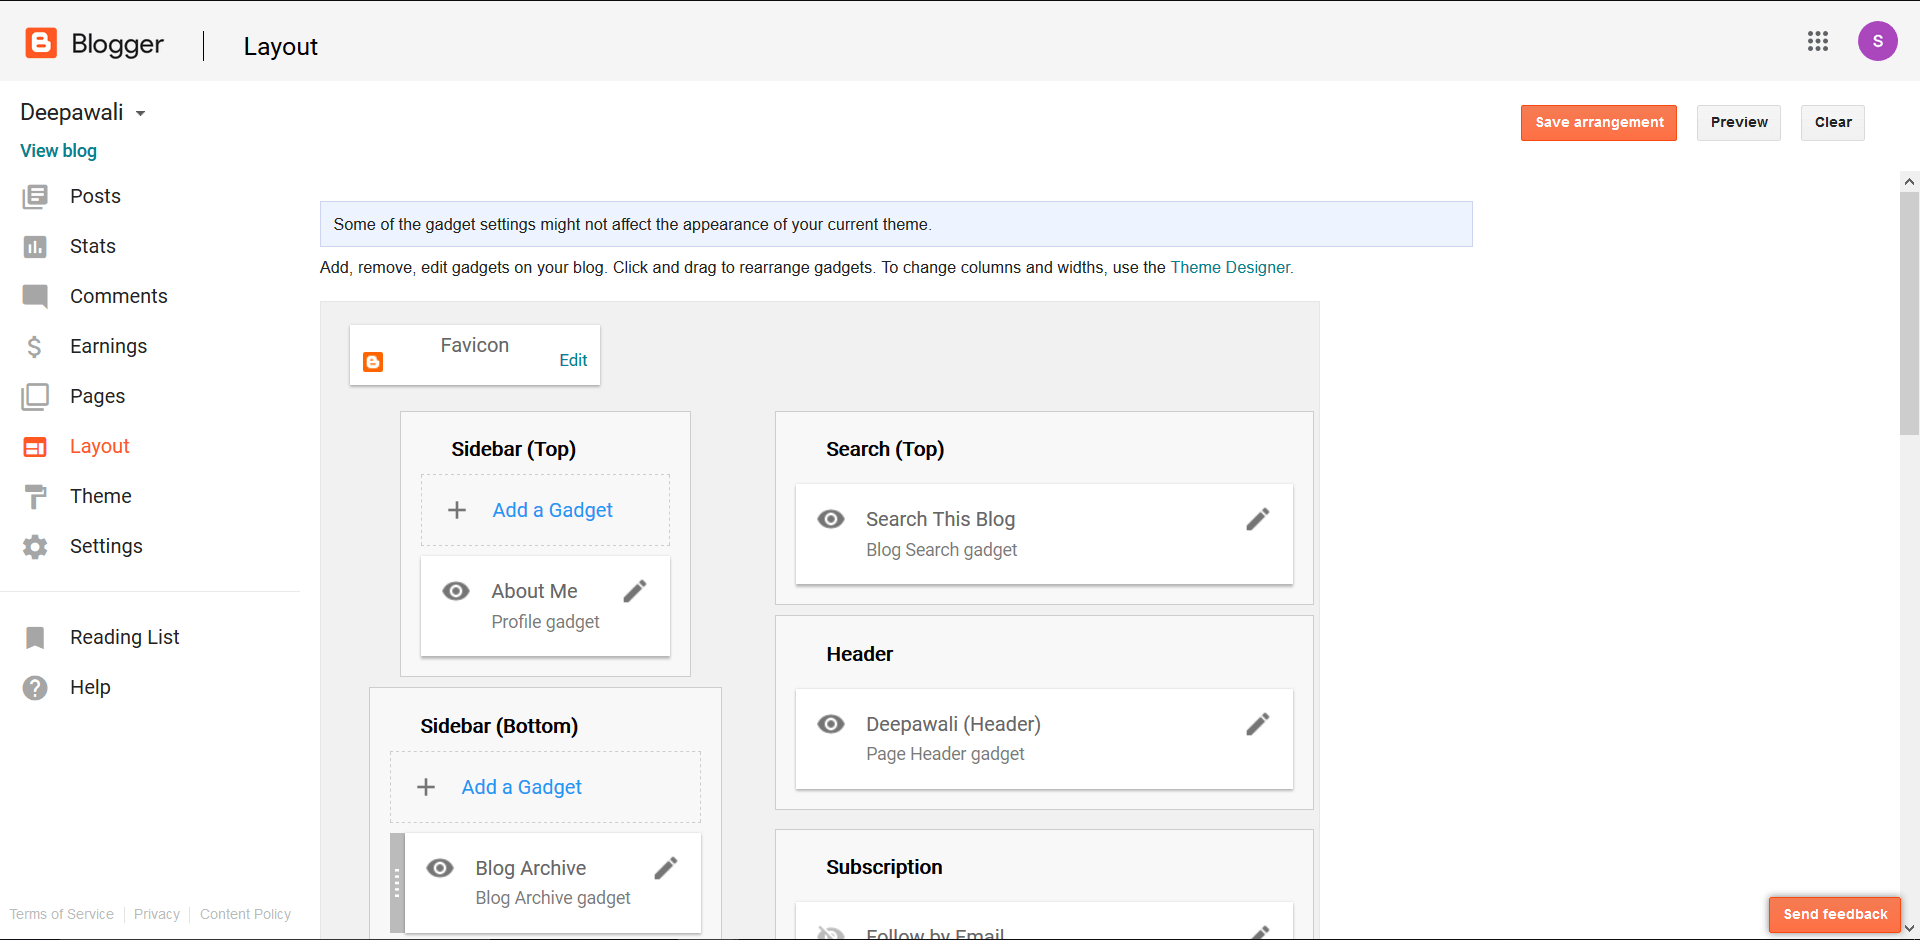 Blogger
Layout
S
Deepawali
View blog
Save arrangement
Preview
Clear
Posts
Stats
Comments
Earnings
Pages
Layout
Theme
Settings
Reading List
Help
Terms of Service
Privacy
Content Policy
Some of the gadget settings might not affect the appearance of your current theme.
Add, remove, edit gadgets on your blog. Click and drag to rearrange gadgets. To change columns and widths, use the Theme Designer.
Favicon
Edit
Sidebar (Top)
Add a Gadget
About Me
Profile gadget
Sidebar (Bottom)
Add a Gadget
Blog Archive
Blog Archive gadget
Search (Top)
Search This Blog
Blog Search gadget
Header
Deepawali (Header)
Page Header gadget
Subscription
Follow by Email
Send feedback